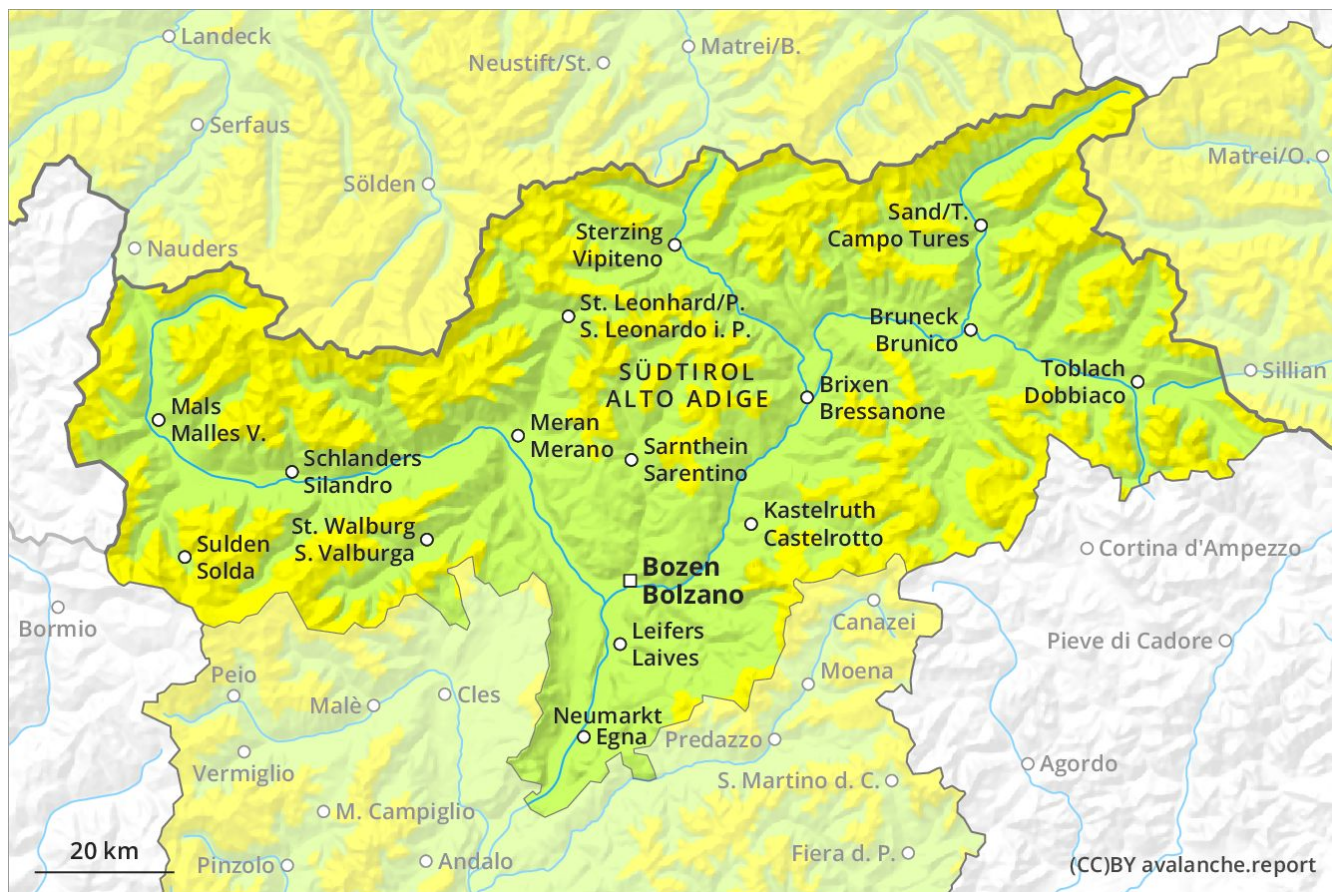 Landeck
Matrei/B.
Neustift/St.
Serfaus
Matrei/O.
Sölden
Sand/T.
Campo Tures
Nauders
Sterzing
Vipiteno
St. Leonhard/P.
S. Leonardo i. P.
Bruneck
Brunico
SÜDTIROL
ALTO ADIGE
Toblach
Dobbiaco
Sillian
Brixen
Bressanone
Mals
Malles V.
Meran
Merano
Sarnthein
Sarentino
Schlanders
Silandro
Kastelruth
Castelrotto
St. Walburg
S. Valburga
Sulden
Solda
Cortina d'Ampezzo
Bozen
Bolzano
Bormio
Canazei
Pieve di Cadore
Leifers
Laives
Peio
Moena
Malè
Cles
Neumarkt
Egna
Predazzo
Vermiglio
Agordo
S. Martino d. C.
M. Campiglio
20 km
Pinzolo
Andalo
Fiera d. P.
(CC)BY avalanche.report